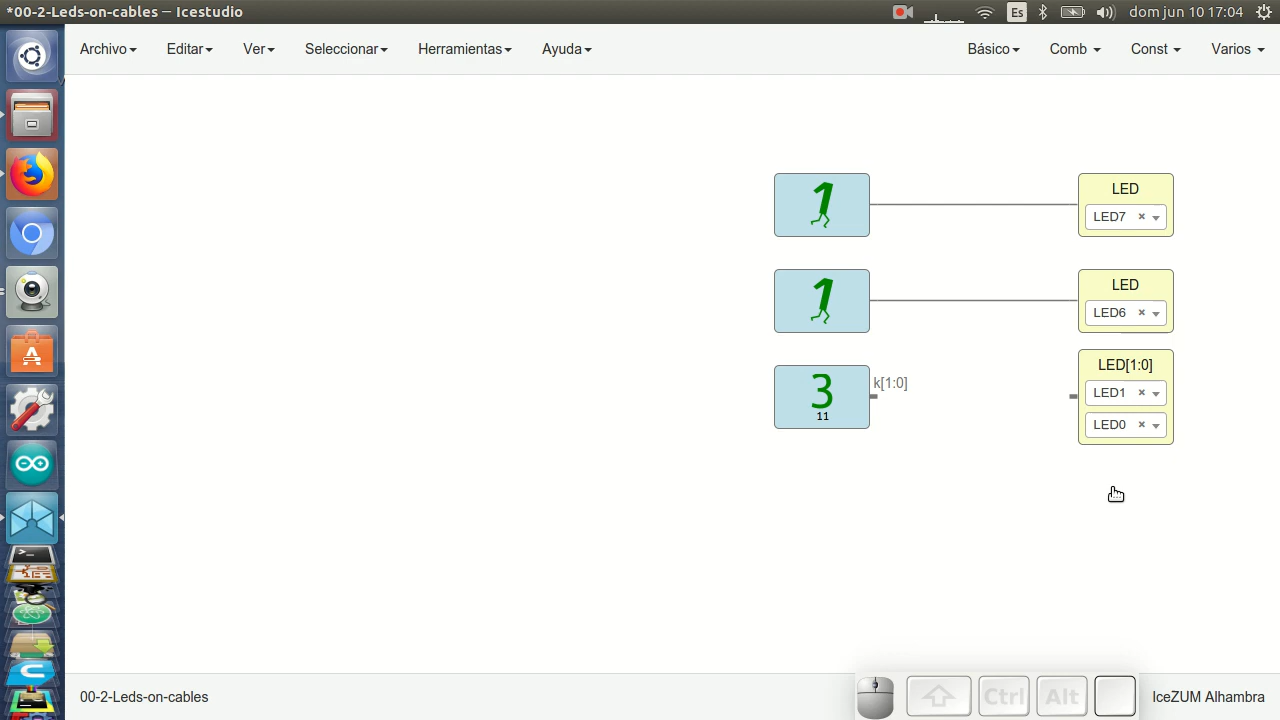 *00-2-Leds-on-cables — Icestudio
Es
dom jun 10 17:04
Archivo Editar Ver Seleccionar Herramientas Ayuda Básico Comb Const Varios
1
LED
LED7 ×
1
LED
LED6 ×
3
11
k[1:0]
LED[1:0]
LED1 ×
LED0 ×
00-2-Leds-on-cables
Ctrl
Alt
IceZUM Alhambra